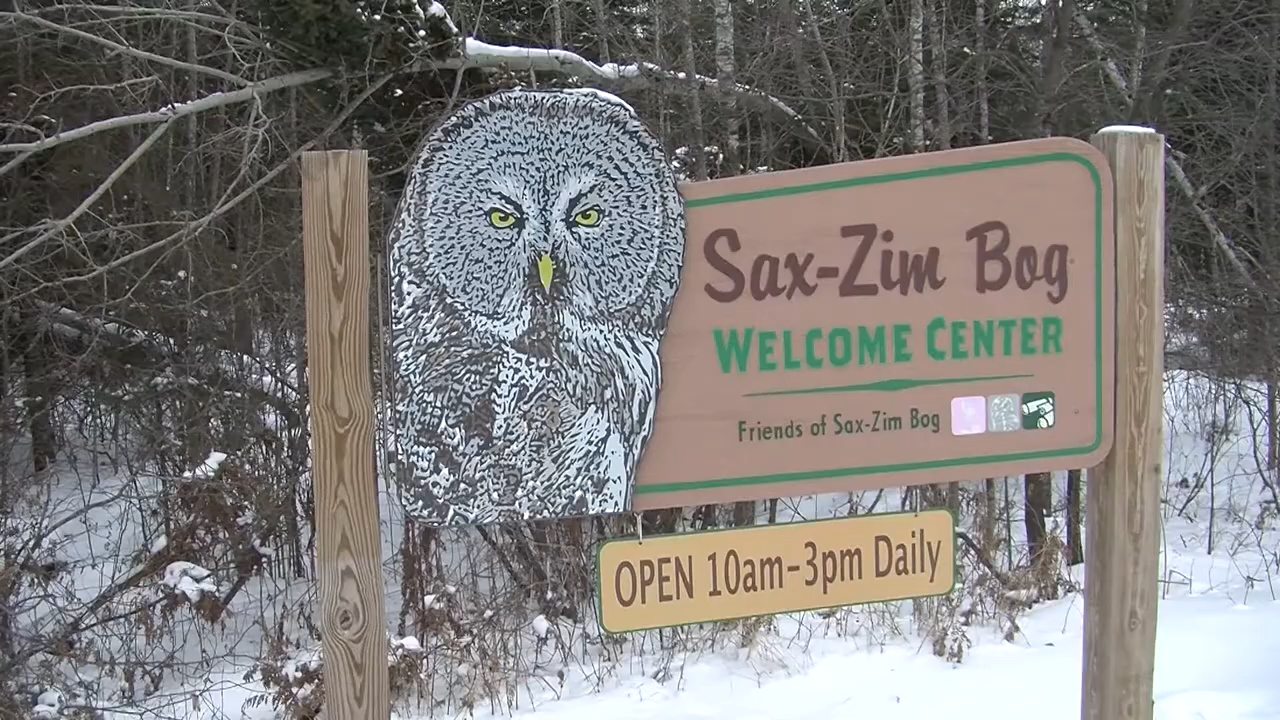 Sax-Zim Bog
WELCOME CENTER
Friends of Sax-Zim Bog
OPEN 10am-3pm Daily